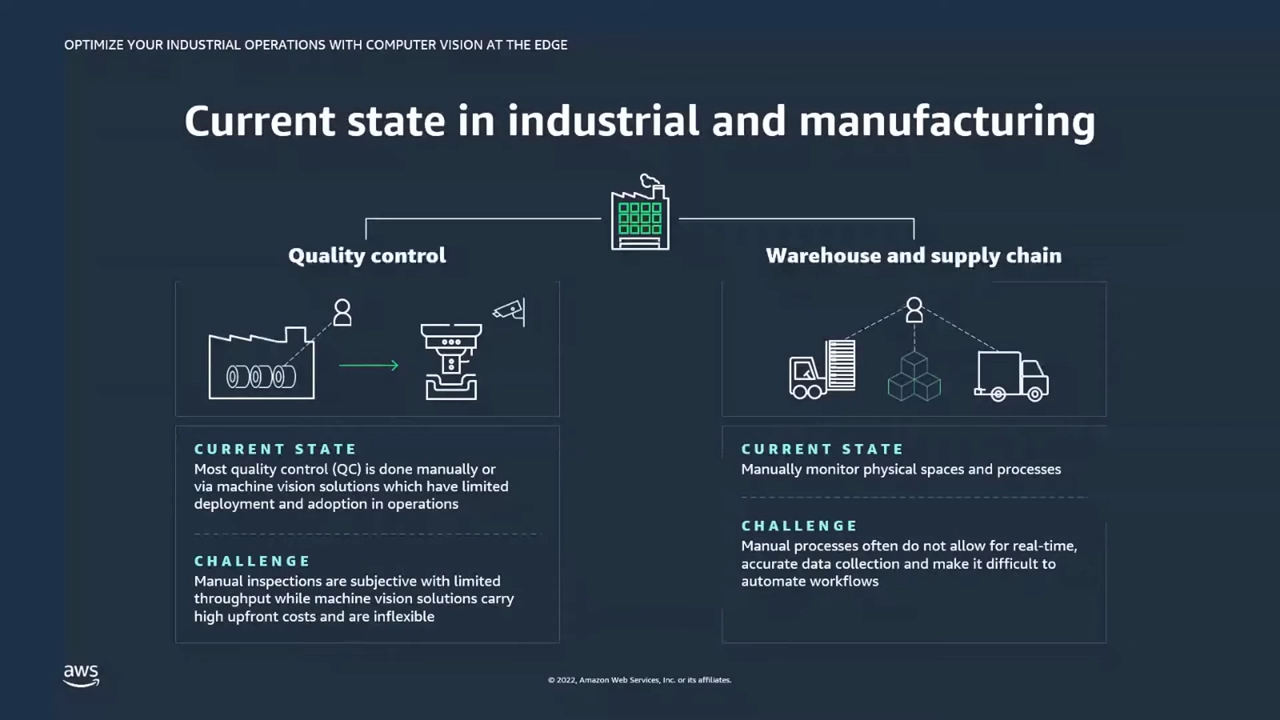 OPTIMIZE YOUR INDUSTRIAL OPERATIONS WITH COMPUTER VISION AT THE EDGE
Current state in industrial and manufacturing
Quality control
CURRENT STATE
Most quality control (QC) is done manually or
via machine vision solutions which have limited
deployment and adoption in operations
CHALLENGE
Manual inspections are subjective with limited
throughput while machine vision solutions carry
high upfront costs and are inflexible
Warehouse and supply chain
CURRENT STATE
Manually monitor physical spaces and processes
CHALLENGE
Manual processes often do not allow for real-time,
accurate data collection and make it difficult to
automate workflows
aws
© 2022, Amazon Web Services, Inc. or its affiliates.